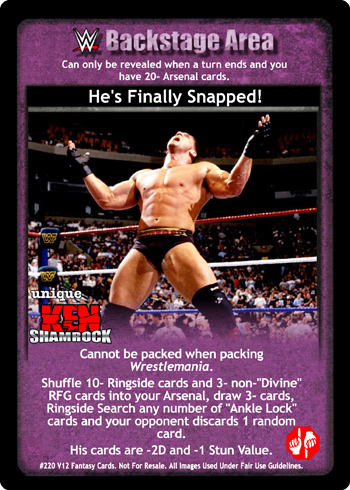 W Backstage Area
Can only be revealed when a turn ends and you
have 20- Arsenal cards.
He's Finally Snapped!
unique
KEN
SHAMROCK
Cannot be packed when packing
Wrestlemania.
Shuffle 10- Ringside cards and 3- non-"Divine"
RFG cards into your Arsenal, draw 3- cards,
Ringside Search any number of "Ankle Lock"
cards and your opponent discards 1 random
card.
His cards are -2D and -1 Stun Value.
#220 V12 Fantasy Cards. Not For Resale. All Images Used Under Fair Use Guidelines.